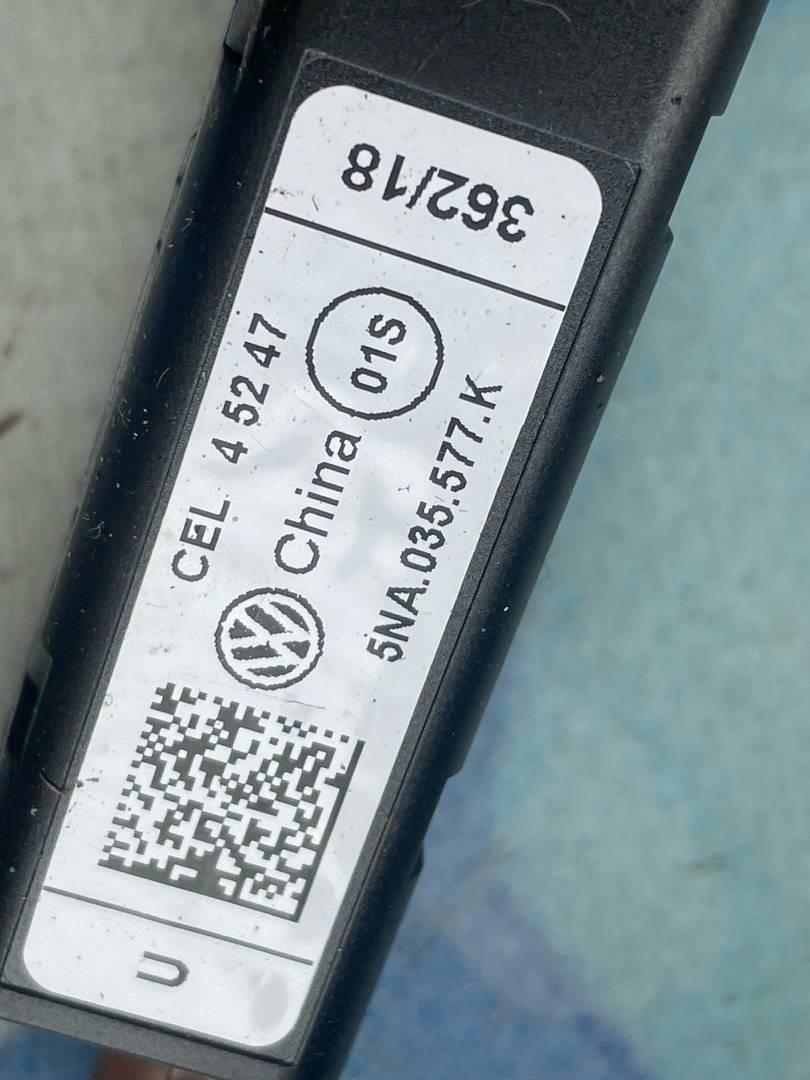 362/18
CEL 4 52 47
China 01S
5NA.035.577.K
U